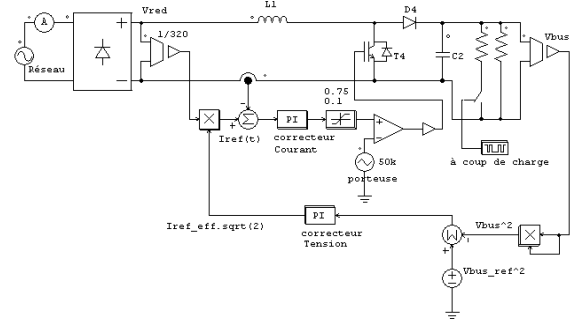 L1
D4
Vred
A
1/320
Vbus
T4
C2
Réseau
0.75
0.1
PI
Iref(t)
correcteur
Courant
50k
porteuse
à coup de charge
PI
correcteur
Tension
Iref_eff.sqrt(2)
Vbus^2
Vbus_ref^2